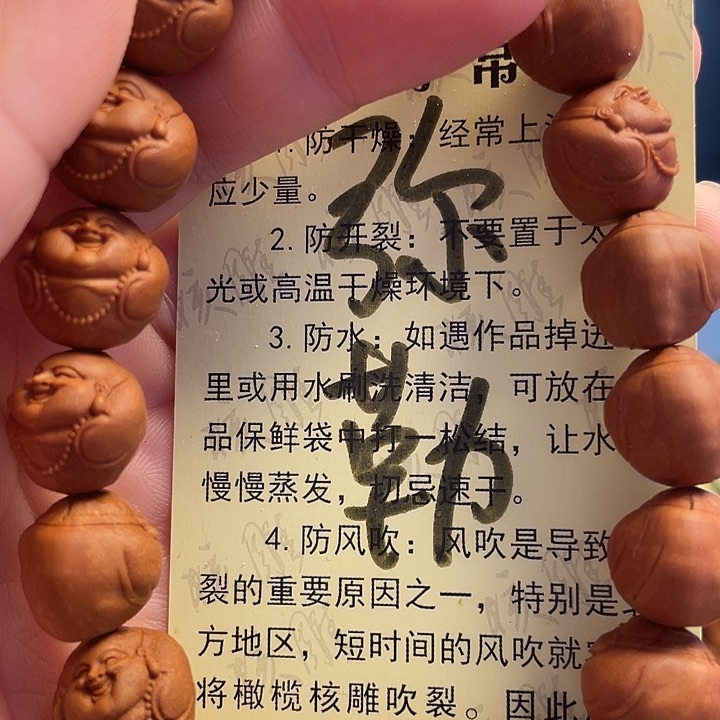 常
1.防干燥：经常上
应少量。
2.防开裂：不要置于太
光或高温干燥环境下。
3.防水：如遇作品掉进
里或用水刷洗清洁，可放在
品保鲜袋中打一松结，让水
慢慢蒸发，切忌速干。
4.防风吹：风吹是导致
裂的重要原因之一，特别是
方地区，短时间的风吹就
将橄榄核雕吹裂。因此
弥勒